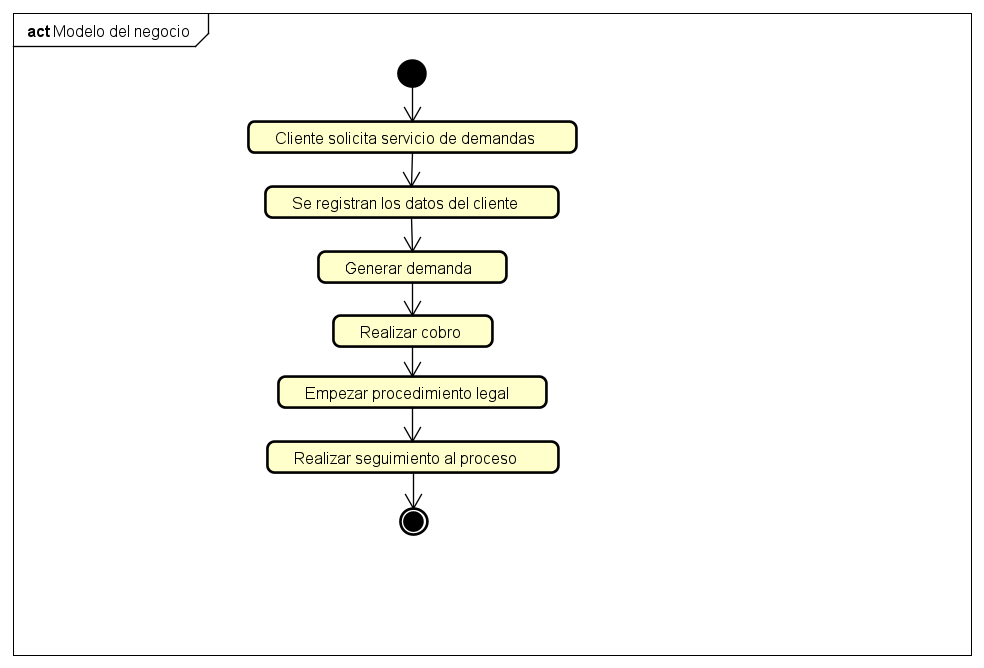 act Modelo del negocio
Cliente solicita servicio de demandas
Se registran los datos del cliente
Generar demanda
Realizar cobro
Empezar procedimiento legal
Realizar seguimiento al proceso